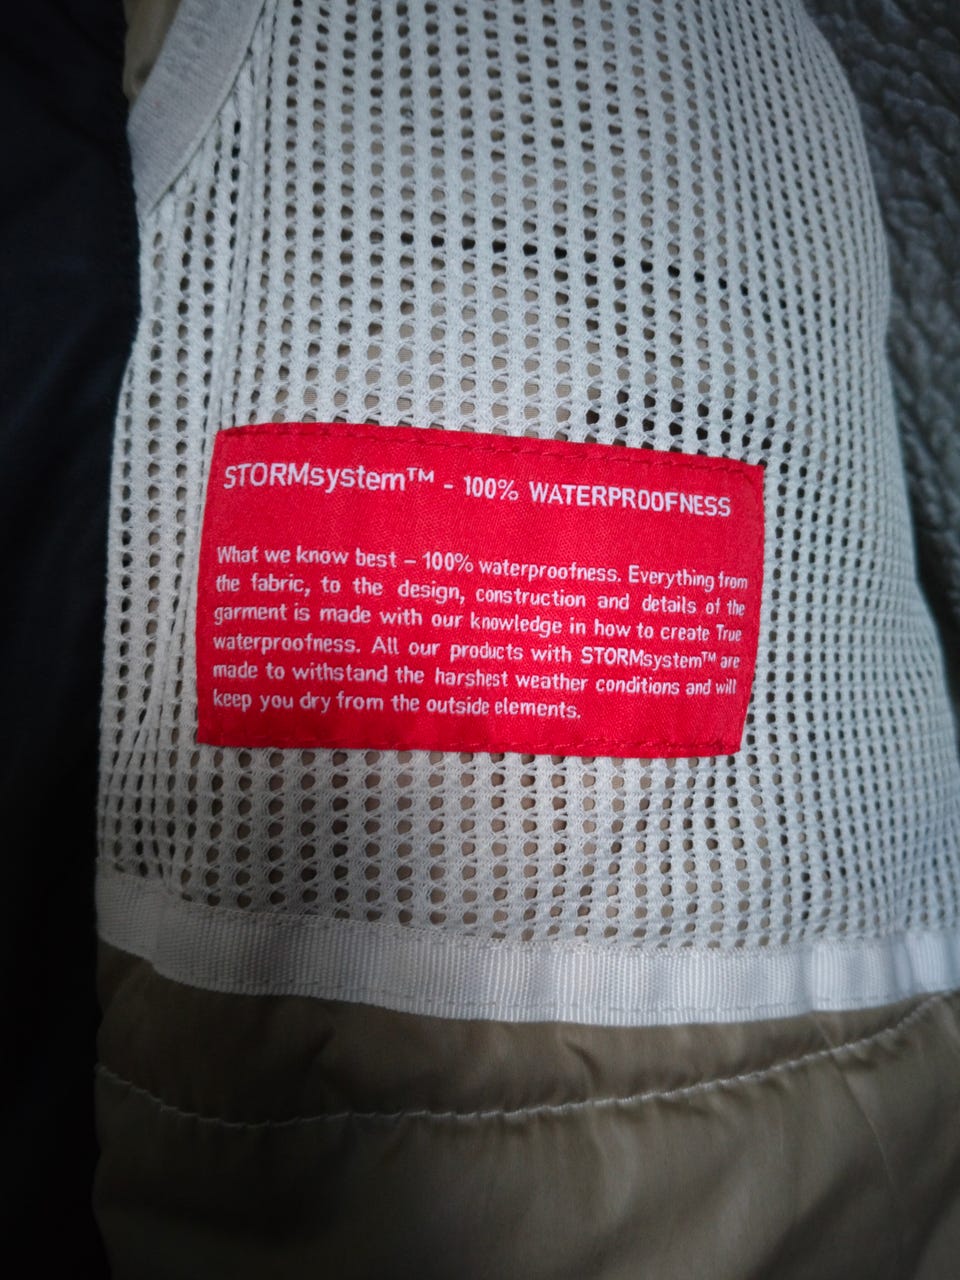 STORMsystem™ - 100% WATERPROOFNESS
What we know best – 100% waterproofness. Everything from
the fabric, to the design, construction and details of the
garment is made with our knowledge in how to create True
waterproofness. All our products with STORMsystem™ are
made to withstand the harshest weather conditions and will
keep you dry from the outside elements.